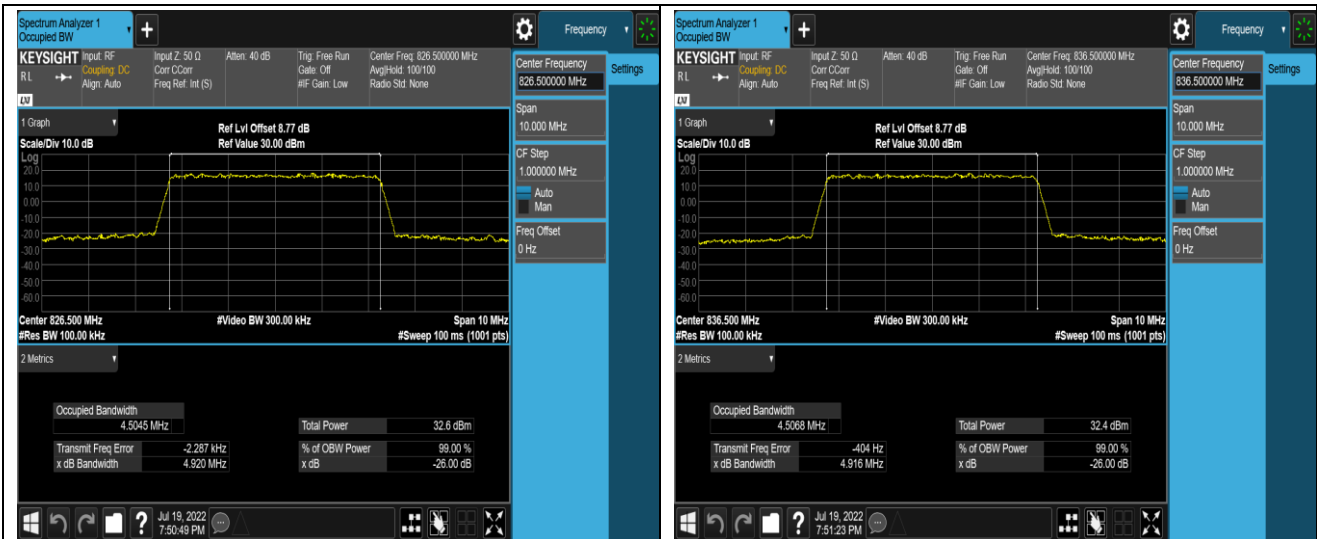 Spectrum Analyzer 1
Occupied BW
+
Frequency
KEYSIGHT Input: RF Input Z: 50 Ω Atten: 40 dB Trig: Free Run Center Freq: 826.500000 MHz
RL Coupling: DC Corr CCorr Gate: Off Avg|Hold: 100/100
Align: Auto Freq Ref: Int (S) #IF Gain: Low Radio Std: None
LXI
Center Frequency
826.500000 MHz
Settings
Span
10.000 MHz
CF Step
1.000000 MHz
Auto
Man
Freq Offset
0 Hz
1 Graph
Ref Lvl Offset 8.77 dB
Scale/Div 10.0 dB Ref Value 30.00 dBm
Log
20.0
10.0
0.00
-10.0
-20.0
-30.0
-40.0
-50.0
-60.0
Center 826.500 MHz #Video BW 300.00 kHz Span 10 MHz
#Res BW 100.00 kHz #Sweep 100 ms (1001 pts)
2 Metrics
Occupied Bandwidth
4.5045 MHz Total Power 32.6 dBm
Transmit Freq Error -2.287 kHz % of OBW Power 99.00 %
x dB Bandwidth 4.920 MHz x dB -26.00 dB
? Jul 19, 2022
7:50:49 PM
Spectrum Analyzer 1
Occupied BW
+
Frequency
KEYSIGHT Input: RF Input Z: 50 Ω Atten: 40 dB Trig: Free Run Center Freq: 836.500000 MHz
RL Coupling: DC Corr CCorr Gate: Off Avg|Hold: 100/100
Align: Auto Freq Ref: Int (S) #IF Gain: Low Radio Std: None
LXI
Center Frequency
836.500000 MHz
Settings
Span
10.000 MHz
CF Step
1.000000 MHz
Auto
Man
Freq Offset
0 Hz
1 Graph
Ref Lvl Offset 8.77 dB
Scale/Div 10.0 dB Ref Value 30.00 dBm
Log
20.0
10.0
0.00
-10.0
-20.0
-30.0
-40.0
-50.0
-60.0
Center 836.500 MHz #Video BW 300.00 kHz Span 10 MHz
#Res BW 100.00 kHz #Sweep 100 ms (1001 pts)
2 Metrics
Occupied Bandwidth
4.5068 MHz Total Power 32.4 dBm
Transmit Freq Error -404 Hz % of OBW Power 99.00 %
x dB Bandwidth 4.916 MHz x dB -26.00 dB
? Jul 19, 2022
7:51:23 PM